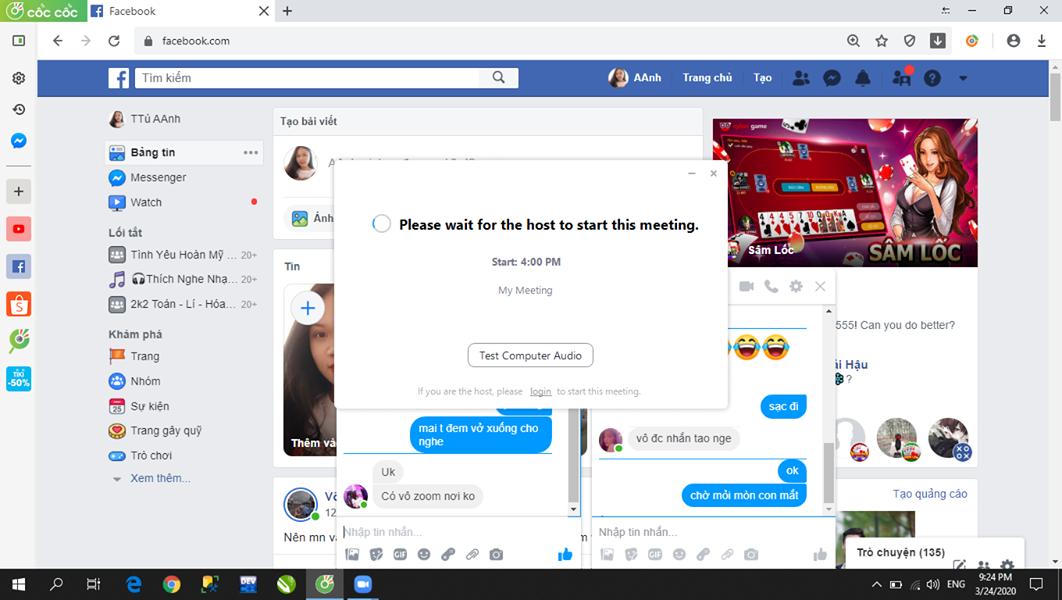 cốc cốc
Facebook
facebook.com
Tìm kiếm
AAnh
Trang chủ
Tạo
TTủ AAnh
Bảng tin
Messenger
Watch
Lối tắt
Tình Yêu Hoàn Mỹ ... 20+
🎧Thích Nghe Nhạ... 20+
2k2 Toán - Lí - Hóa... 20+
Khám phá
Trang
Nhóm
Sự kiện
Trang gây quỹ
Trò chơi
Xem thêm...
Tạo bài viết
Ảnh
Tin
Thêm và
12
Nên mn và
Please wait for the host to start this meeting.
Start: 4:00 PM
My Meeting
Test Computer Audio
If you are the host, please login to start this meeting.
mai t đem vở xuống cho
nghe
Uk
Có vô zoom nơi ko
Nhập tin nhắn...
GIF
😂😂
sạc đi
vô đc nhắn tao nge
ok
chờ mỏi mòn con mắt
Nhập tin nhắn...
GIF
game
Sâm Lốc
SÂM LỐC
555! Can you do better?
ải Hậu
?
Tạo quảng cáo
Trò chuyện (135)
TIKI
-50%
25
DEV
ENG
9:24 PM
3/24/2020